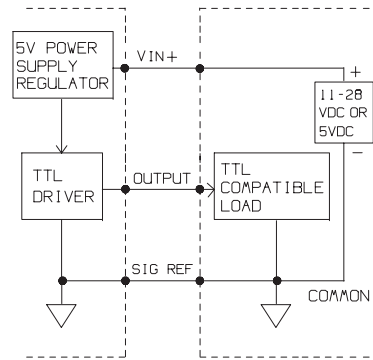 5V POWER
SUPPLY
REGULATOR
VIN+
+
11-28
VDC OR
5VDC
−
TTL
DRIVER
OUTPUT
TTL
COMPATIBLE
LOAD
SIG REF
COMMON